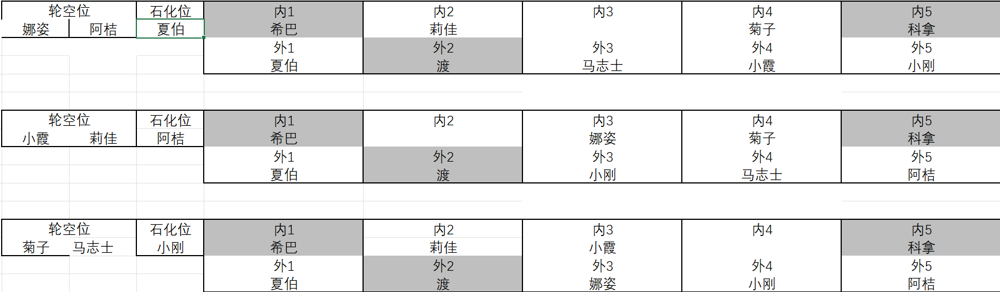 轮空位 石化位 内1 内2 内3 内4 内5
娜姿 阿桔 夏伯 希巴 莉佳 菊子 科拿
外1 外2 外3 外4 外5
夏伯 渡 马志士 小霞 小刚
轮空位 石化位 内1 内2 内3 内4 内5
小霞 莉佳 阿桔 希巴 娜姿 菊子 科拿
外1 外2 外3 外4 外5
夏伯 渡 小刚 马志士 阿桔
轮空位 石化位 内1 内2 内3 内4 内5
菊子 马志士 小刚 希巴 莉佳 小霞 科拿
外1 外2 外3 外4 外5
夏伯 渡 娜姿 小刚 阿桔